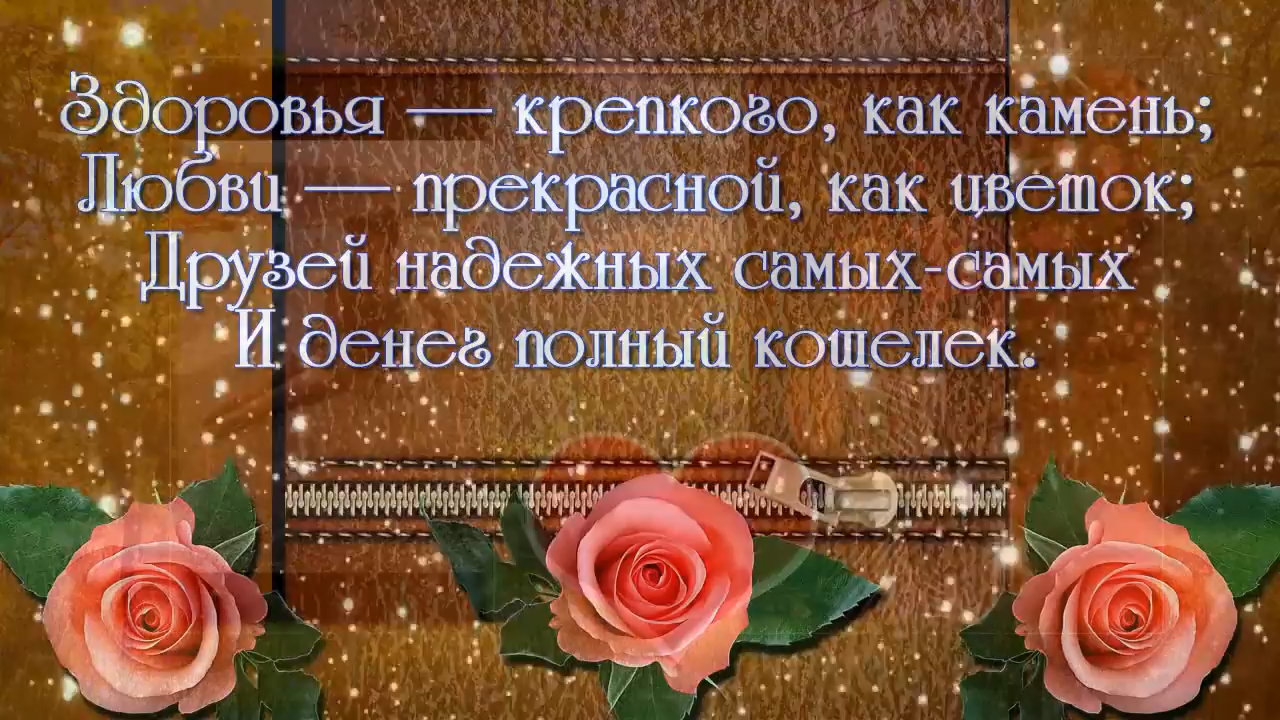 Здоровья — крепкого, как камень;
Любви — прекрасной, как цветок;
Друзей надежных самых-самых
И денег полный кошелек.